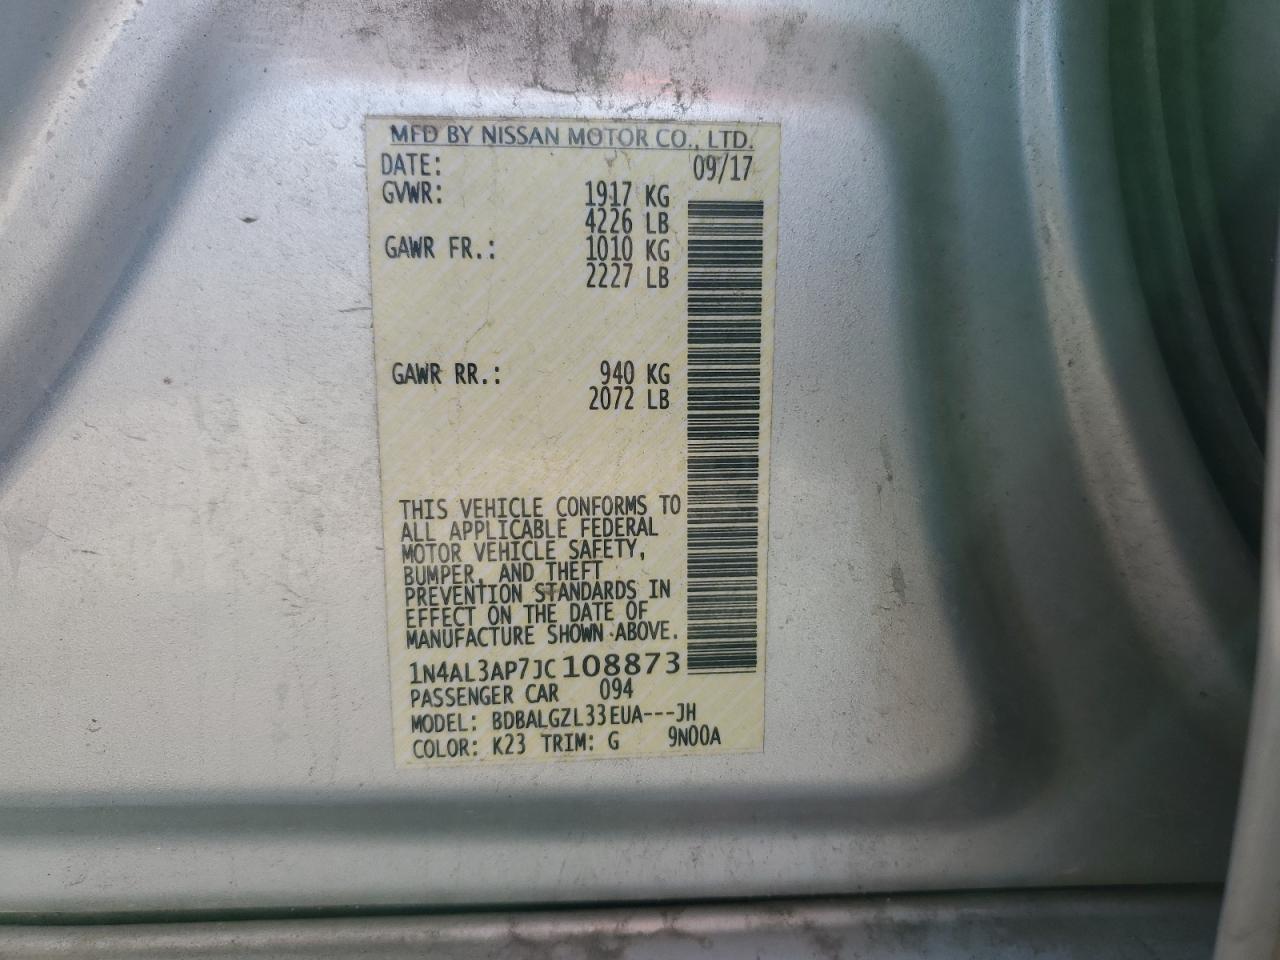 MFD BY NISSAN MOTOR CO., LTD.
DATE: 09/17
GVWR: 1917 KG
4226 LB
GAWR FR.: 1010 KG
2227 LB
GAWR RR.: 940 KG
2072 LB
THIS VEHICLE CONFORMS TO
ALL APPLICABLE FEDERAL
MOTOR VEHICLE SAFETY,
BUMPER, AND THEFT
PREVENTION STANDARDS IN
EFFECT ON THE DATE OF
MANUFACTURE SHOWN ABOVE.
1N4AL3AP7JC108873
PASSENGER CAR 094
MODEL: BDBALGZL33EUA---JH
COLOR: K23 TRIM: G 9N00A